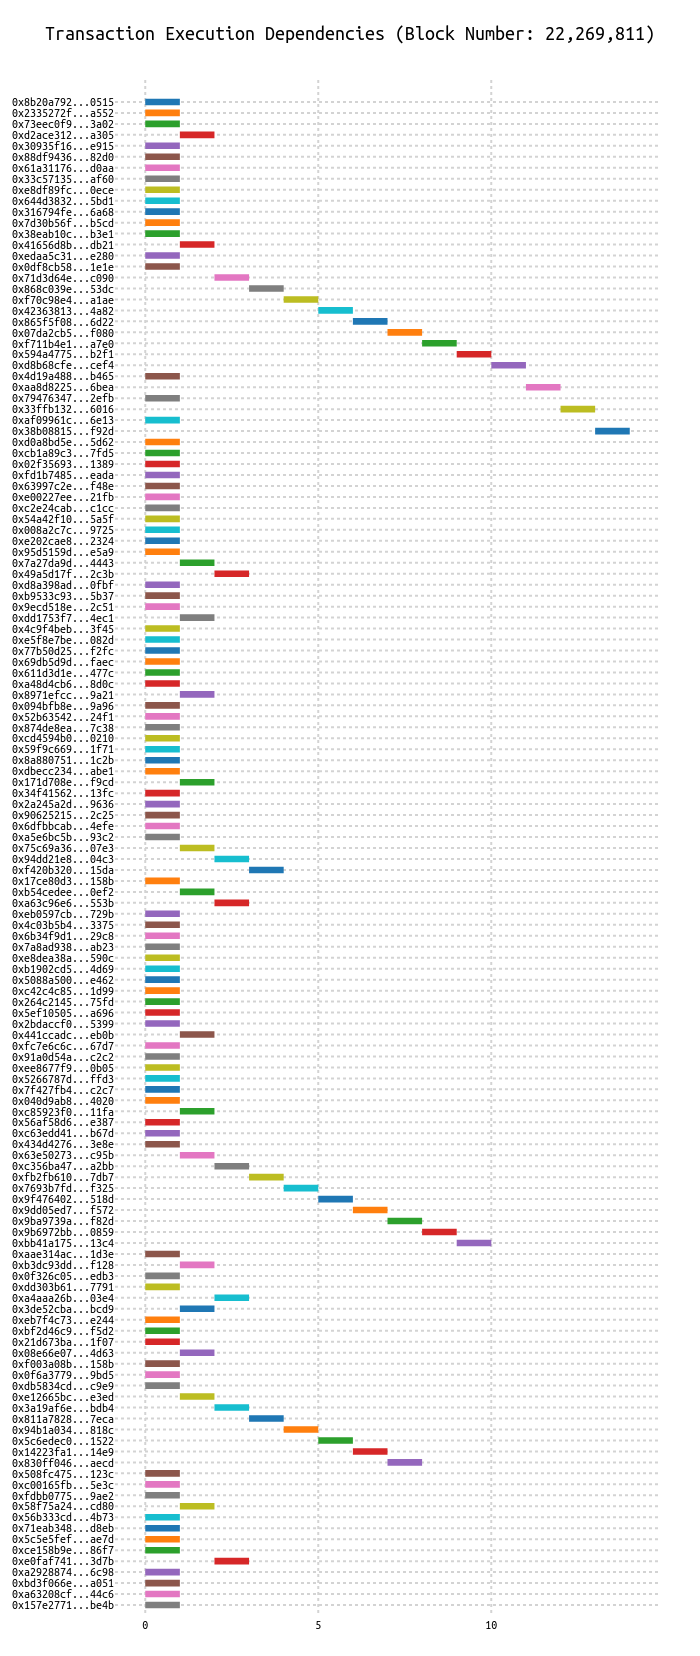 Transaction Execution Dependencies (Block Number: 22,269,811)
0x8b20a792...0515
0x2335272f...a552
0x73eec0f9...3a02
0xd2ace312...a305
0x30935f16...e915
0x88df9436...82d0
0x61a31176...d0aa
0x33c57135...af60
0xe8df89fc...0ece
0x644d3832...5bd1
0x316794fe...6a68
0x7d30b56f...b5cd
0x38eab10c...b3e1
0x41656d8b...db21
0xedaa5c31...e280
0x0df8cb58...1e1e
0x71d3d64e...c090
0x868c039e...53dc
0xf70c98e4...a1ae
0x42363813...4a82
0x865f5f08...6d22
0x07da2cb5...f080
0xf711b4e1...a7e0
0x594a4775...b2f1
0xd8b68cfe...cef4
0x4d19a488...b465
0xaa8d8225...6bea
0x79476347...2efb
0x33ffb132...6016
0xaf09961c...6e13
0x38b08815...f92d
0xd0a8bd5e...5d62
0xcb1a89c3...7fd5
0x02f35693...1389
0xfd1b7485...eada
0x63997c2e...f48e
0xe00227ee...21fb
0xc2e24cab...c1cc
0x54a42f10...5a5f
0x008a2c7c...9725
0xe202cae8...2324
0x95d5159d...e5a9
0x7a27da9d...4443
0x49a5d17f...2c3b
0xd8a398ad...0fbf
0xb9533c93...5b37
0x9ecd518e...2c51
0xdd1753f7...4ec1
0x4c9f4beb...3f45
0xe5f8e7be...082d
0x77b50d25...f2fc
0x69db5d9d...faec
0x611d3d1e...477c
0xa48d4cb6...8d0c
0x8971efcc...9a21
0x094bfb8e...9a96
0x52b63542...24f1
0x874de8ea...7c38
0xcd4594b0...0210
0x59f9c669...1f71
0x8a880751...1c2b
0xdbecc234...abe1
0x171d708e...f9cd
0x34f41562...13fc
0x2a245a2d...9636
0x90625215...2c25
0x6dfbbcab...4efe
0xa5e6bc5b...93c2
0x75c69a36...07e3
0x94dd21e8...04c3
0xf420b320...15da
0x17ce80d3...158b
0xb54cedee...0ef2
0xa63c96e6...553b
0xeb0597cb...729b
0x4c03b5b4...3375
0x6b34f9d1...29c8
0x7a8ad938...ab23
0xe8dea38a...590c
0xb1902cd5...4d69
0x5088a500...e462
0xc42c4c85...1d99
0x264c2145...75fd
0x5ef10505...a696
0x2bdaccf0...5399
0x441ccadc...eb0b
0xfc7e6c6c...67d7
0x91a0d54a...c2c2
0xee8677f9...0b05
0x5266787d...ffd3
0x7f427fb4...c2c7
0x040d9ab8...4020
0xc85923f0...11fa
0x56af58d6...e387
0xc63edd41...b67d
0x434d4276...3e8e
0x63e50273...c95b
0xc356ba47...a2bb
0xfb2fb610...7db7
0x7693b7fd...f325
0x9f476402...518d
0x9dd05ed7...f572
0x9ba9739a...f82d
0x9b6972bb...0859
0xbb41a175...13c4
0xaae314ac...1d3e
0xb3dc93dd...f128
0x0f326c05...edb3
0xdd303b61...7791
0xa4aaa26b...03e4
0x3de52cba...bcd9
0xeb7f4c73...e244
0xbf2d46c9...f5d2
0x21d673ba...1f07
0x08e66e07...4d63
0xf003a08b...158b
0x0f6a3779...9bd5
0xdb5834cd...c9e9
0xe12665bc...e3ed
0x3a19af6e...bdb4
0x811a7828...7eca
0x94b1a034...818c
0x5c6edec0...1522
0x14223fa1...14e9
0x830ff046...aecd
0x508fc475...123c
0xc00165fb...5e3c
0xfdbb0775...9ae2
0x58f75a24...cd80
0x56b333cd...4b73
0x71eab348...d8eb
0x5c5e5fef...ae7d
0xce158b9e...86f7
0xe0faf741...3d7b
0xa2928874...6c98
0xbd3f066e...a051
0xa63208cf...44c6
0x157e2771...be4b
0 5 10